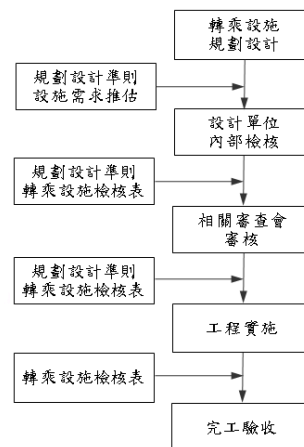 轉乘設施
規劃設計
規劃設計準則
設施需求推估
設計單位
內部檢核
規劃設計準則
轉乘設施檢核表
相關審查會
審核
規劃設計準則
轉乘設施檢核表
工程實施
轉乘設施檢核表
完工驗收